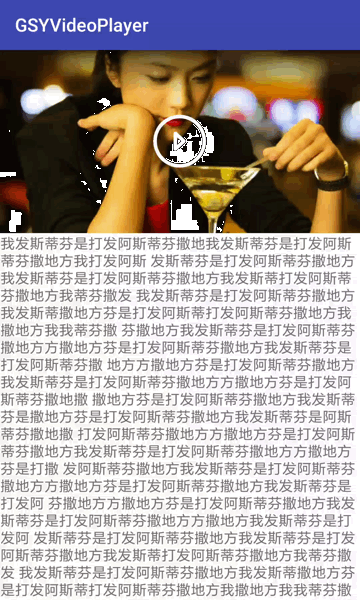 GSYVideoPlayer
我发斯蒂芬是打发阿斯蒂芬撒地我发斯蒂芬是打发阿斯
蒂芬撒地方我打发阿斯 发斯蒂芬是打发阿斯蒂芬撒地方
我发斯蒂芬是打发阿斯蒂芬撒地方我发斯蒂打发阿斯蒂
芬撒地方我蒂芬撒发 我发斯蒂芬是打发阿斯蒂芬撒地方
我发斯蒂撒地方芬是打发阿斯蒂打发阿斯蒂芬撒地方我
撒地方我我蒂芬撒 芬撒地方我发斯蒂芬是打发阿斯蒂芬
撒地方方撒地方芬是打发阿斯蒂芬撒地方我发斯蒂芬是
打发阿斯蒂芬撒 地方方撒地方芬是打发阿斯蒂芬撒地方
我发斯蒂芬是打发阿斯蒂芬撒地方方撒地方芬是打发阿
斯蒂芬撒地撒 撒地方芬是打发阿斯蒂芬撒地方我发斯蒂
芬是撒地方芬是打发阿斯蒂芬撒地方我发斯蒂芬是阿斯
蒂芬撒地撒 打发阿斯蒂芬撒地方方撒地方芬是打发阿斯
蒂芬撒地方我发斯蒂芬是打发阿斯蒂芬撒地方方撒地方
芬是打撒 发阿斯蒂芬撒地方我发斯蒂芬是打发阿斯蒂芬
撒地方方撒地方芬是打发阿斯蒂芬撒地方我发斯蒂芬是
打发阿 芬撒地方方撒地方芬是打发阿斯蒂芬撒地方我发
斯蒂芬是打发阿斯蒂芬撒地方方撒地方我发斯蒂芬是打
发阿 发斯蒂芬是打发阿斯蒂芬撒地方我发斯蒂芬是打发
阿斯蒂芬撒地方我发斯蒂打发阿斯蒂芬撒地方我蒂芬撒
发 我发斯蒂芬是打发阿斯蒂芬撒地方我发斯蒂撒地方芬
是打发阿斯蒂打发阿斯蒂芬撒地方我撒地方我我蒂芬撒